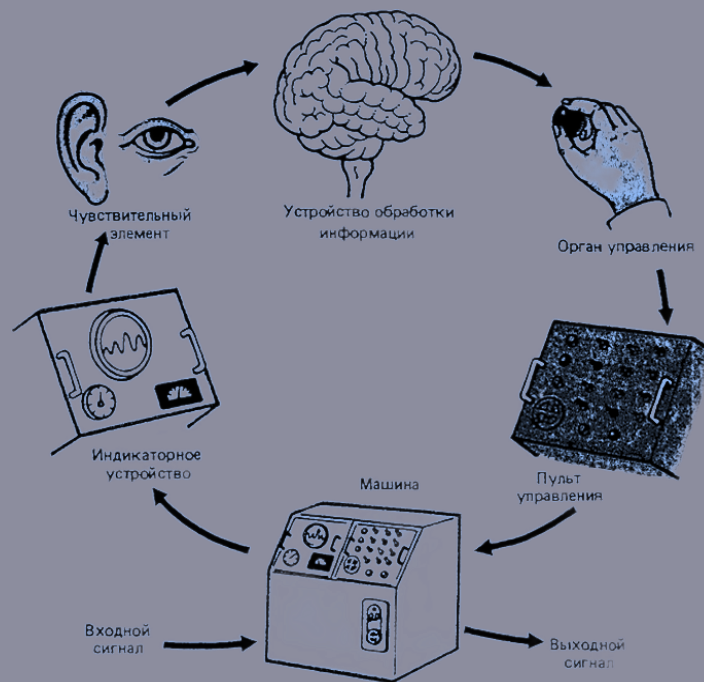 Чувствительный
элемент
Устройство обработки
информации
Орган управления
Индикаторное
устройство
Пульт
управления
Машина
Входной
сигнал
Выходной
сигнал